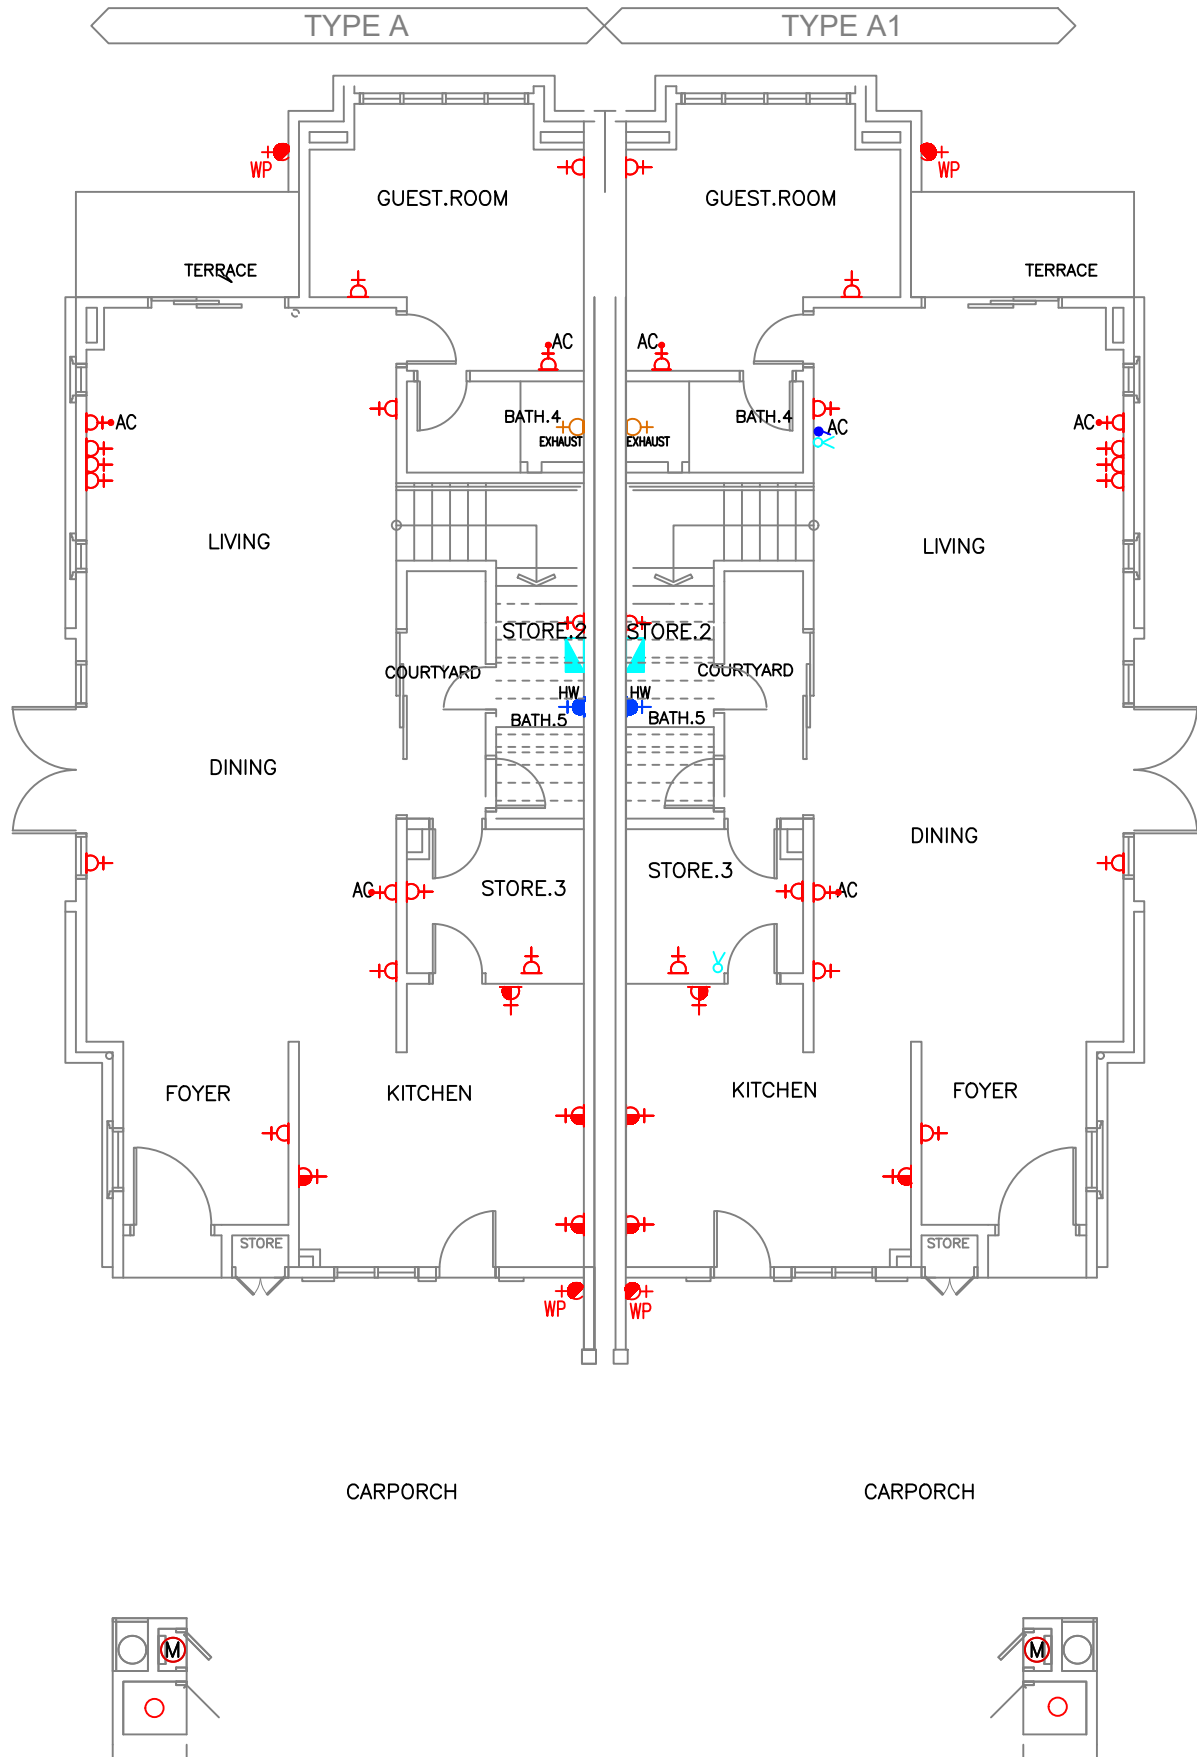 TYPE A TYPE A1
WP WP
GUEST.ROOM GUEST.ROOM
TERRACE TERRACE
AC AC
BATH.4 BATH.4
AC AC AC
EXHAUST EXHAUST
LIVING LIVING
STORE.2 STORE.2
COURTYARD COURTYARD
HW HW
BATH.5 BATH.5
DINING
DINING
STORE.3 STORE.3
AC AC
FOYER KITCHEN KITCHEN FOYER
STORE STORE
WP WP
CARPORCH CARPORCH
M M